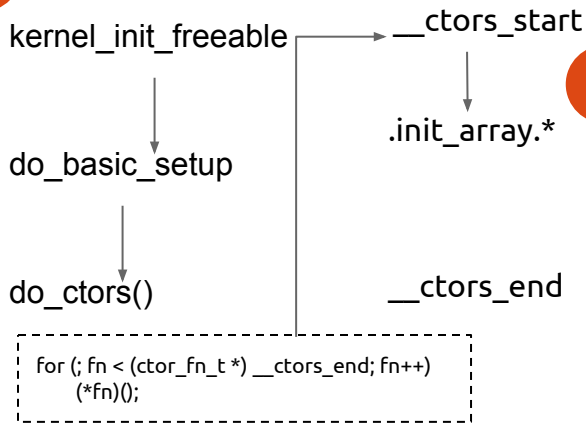 kernel_init_freeable
do_basic_setup
do_ctors()
for (; fn < (ctor_fn_t *) __ctors_end; fn++)
(*fn)();
__ctors_start
.init_array.*
__ctors_end